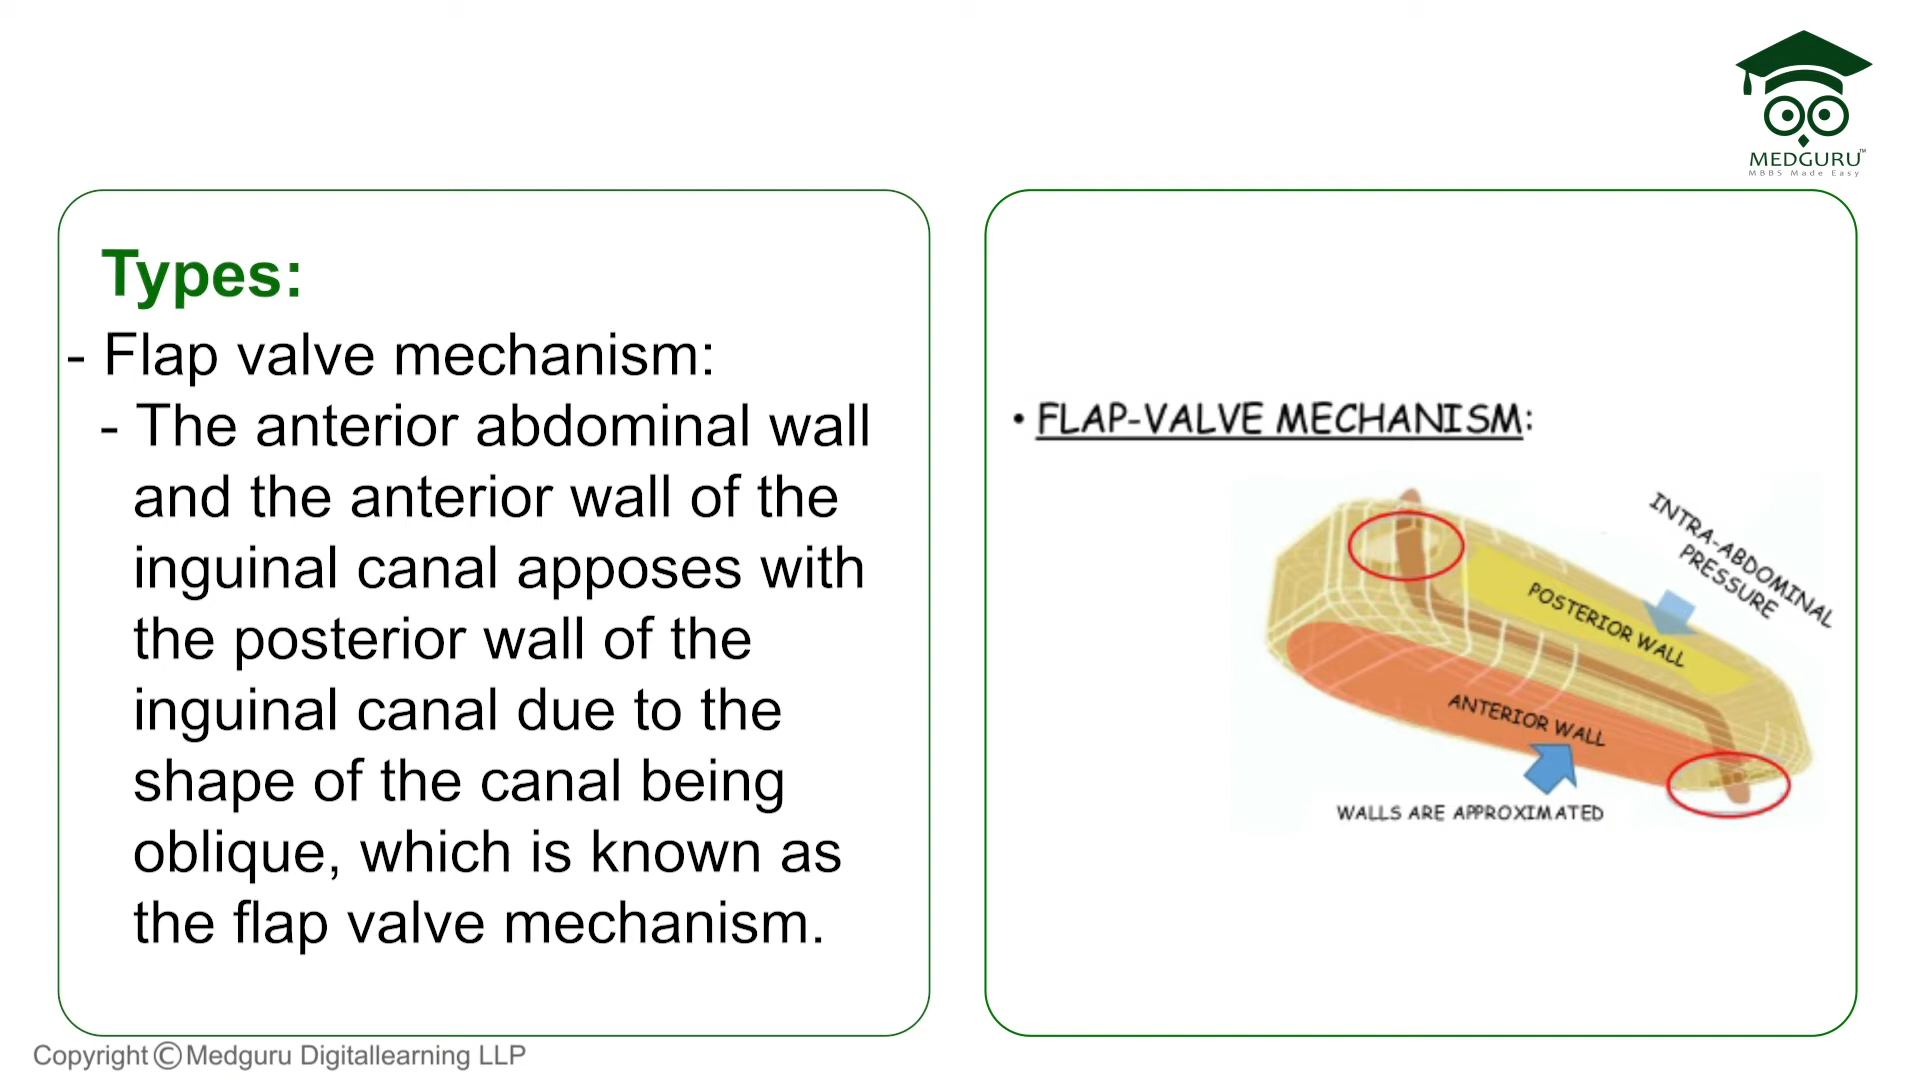 MEDGURU™
MBBS Made Easy
Types:
- Flap valve mechanism:
- The anterior abdominal wall
and the anterior wall of the
inguinal canal apposes with
the posterior wall of the
inguinal canal due to the
shape of the canal being
oblique, which is known as
the flap valve mechanism.
• FLAP-VALVE MECHANISM:
INTRA-ABDOMINAL
PRESSURE
POSTERIOR WALL
ANTERIOR WALL
WALLS ARE APPROXIMATED
Copyright © Medguru Digitallearning LLP